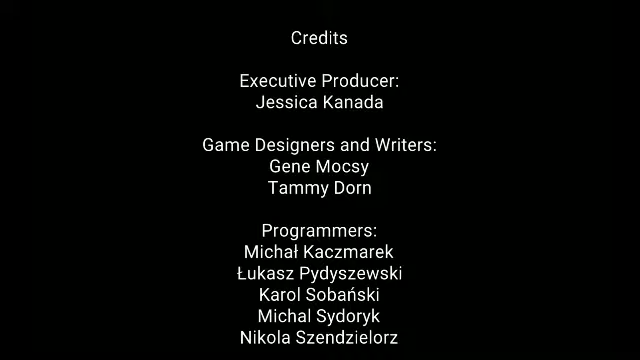 Credits
Executive Producer:
Jessica Kanada
Game Designers and Writers:
Gene Mocsy
Tammy Dorn
Programmers:
Michał Kaczmarek
Łukasz Pydyszewski
Karol Sobański
Michal Sydoryk
Nikola Szendzielorz